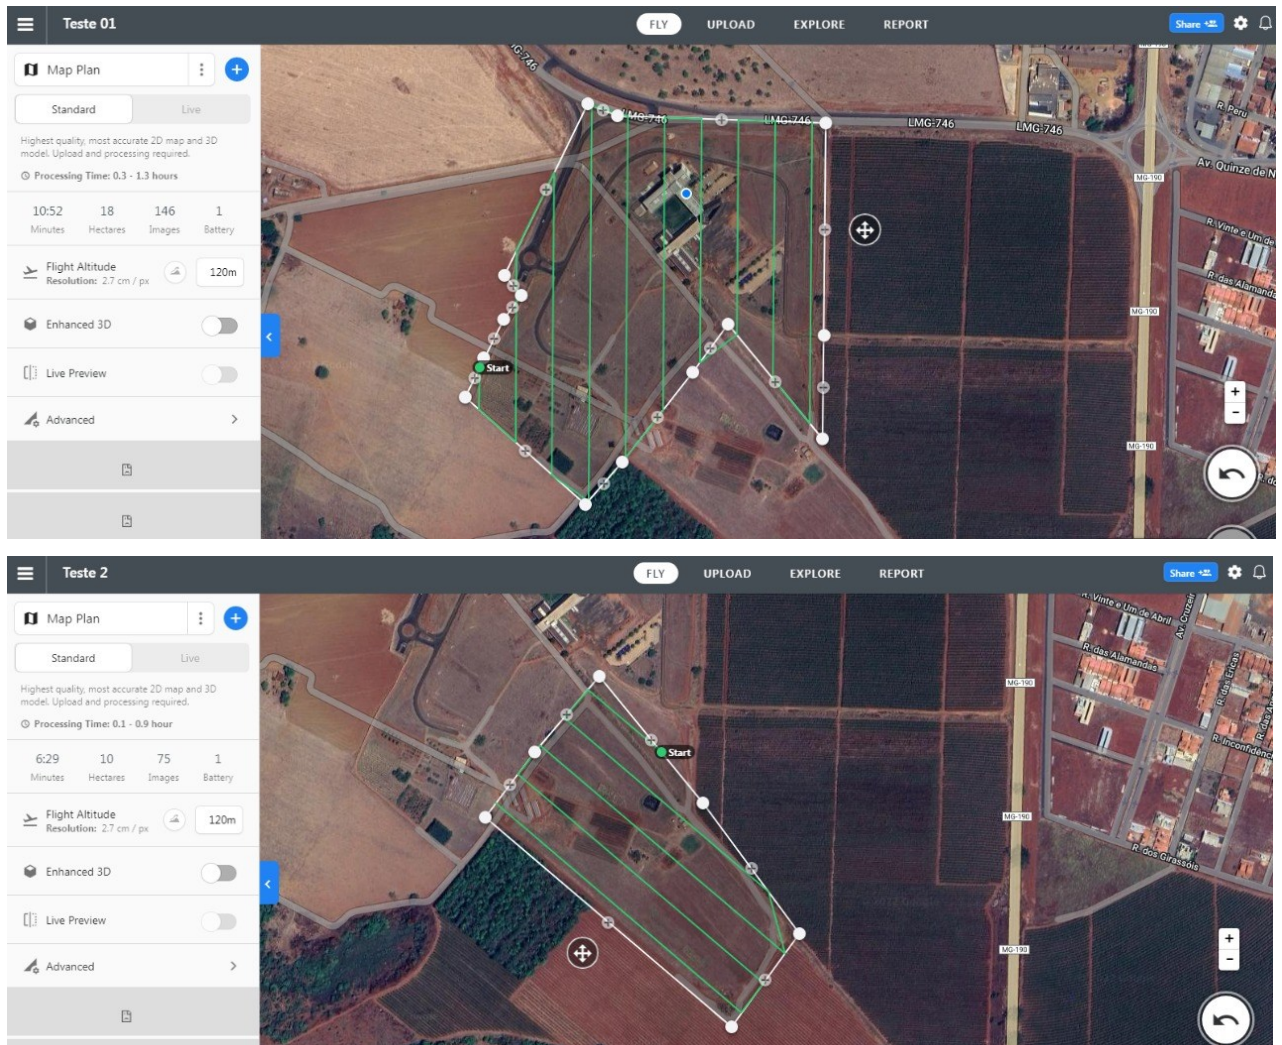 Teste 01
FLY UPLOAD EXPLORE REPORT
Share
Map Plan
Standard Live
Highest quality, most accurate 2D map and 3D
model. Upload and processing required.
Processing Time: 0.3 - 1.3 hours
10:52 18 146 1
Minutes Hectares Images Battery
Flight Altitude
Resolution: 2.7 cm / px
120m
Enhanced 3D
Live Preview
Advanced
LMG-746
LMG-746
LMG-746
LMG-746
LMG-746
R. Peru
Av. Quinze de N
MG-190
R. Vinte e Um de
R. das Alamanda
MG-190
MG-190
Start
+
-
Teste 2
FLY UPLOAD EXPLORE REPORT
Share
Map Plan
Standard Live
Highest quality, most accurate 2D map and 3D
model. Upload and processing required.
Processing Time: 0.1 - 0.9 hour
6:29 10 75 1
Minutes Hectares Images Battery
Flight Altitude
Resolution: 2.7 cm / px
120m
Enhanced 3D
Live Preview
Advanced
R. Vinte e Um de Abril
Av. Cruzei
R. das Alamandas
R. das Ericas
MG-190
R. Inconfidênc
Start
MG-190
R. dos Girassóis
MG-190
+
-